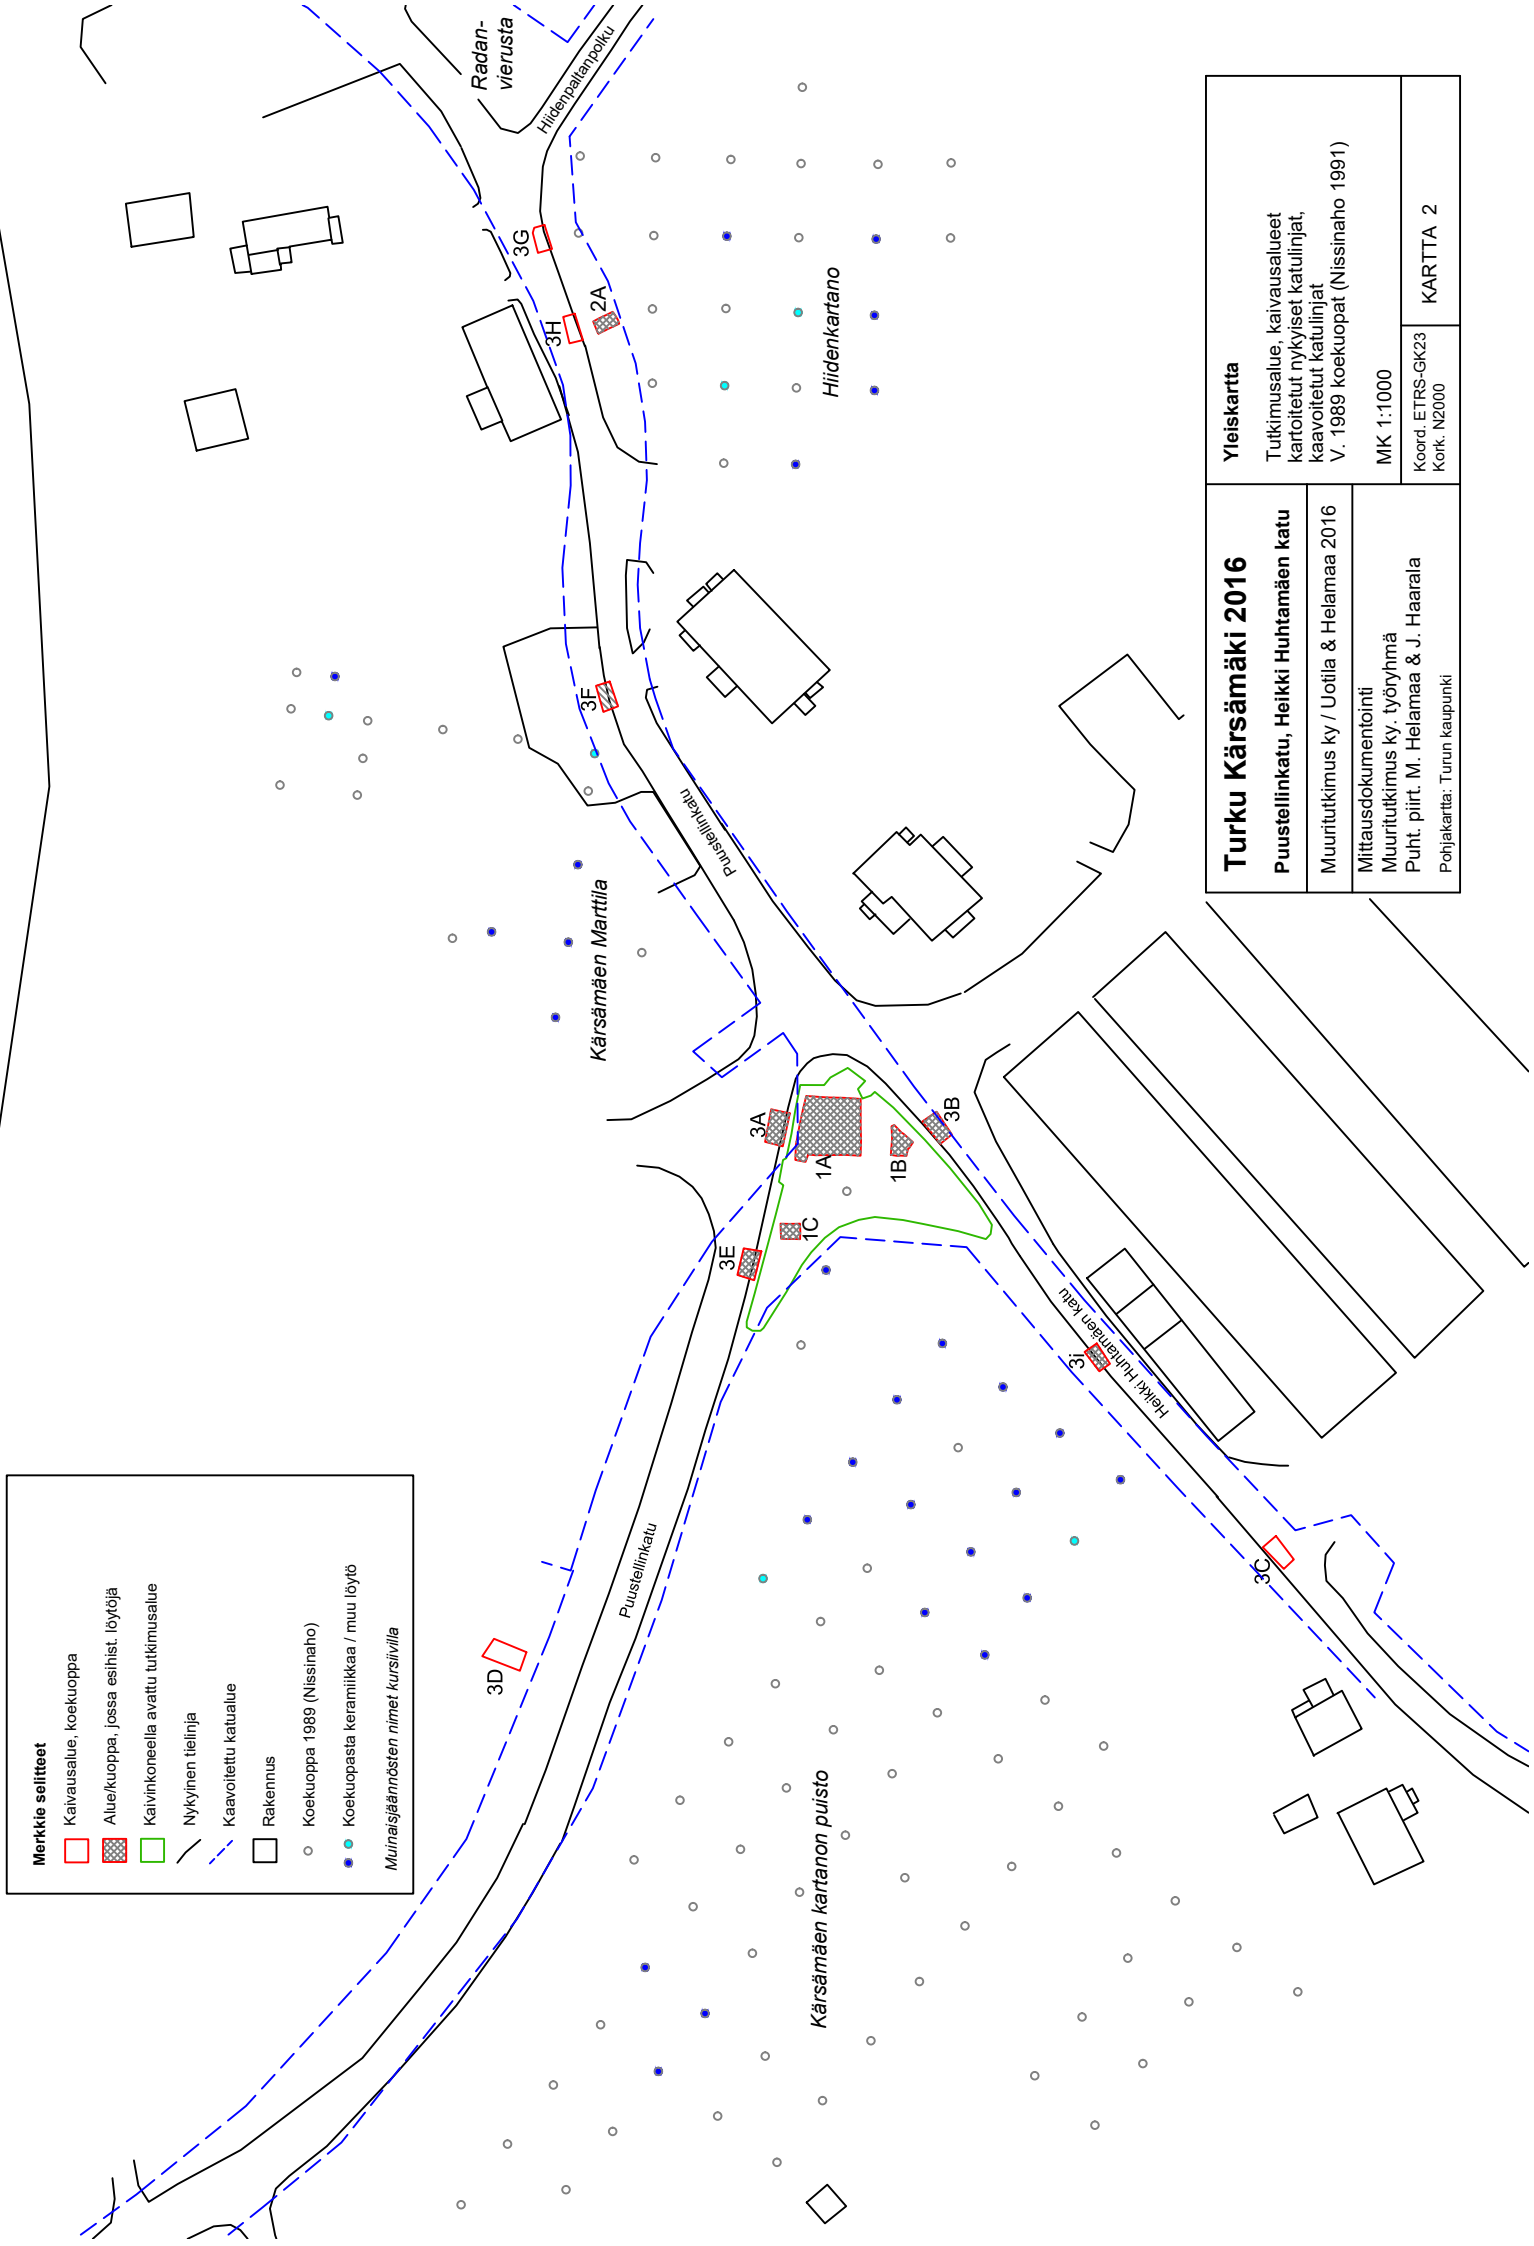 Merkkie selitteet
Kaivausalue, koekuoppa
Alue/kuoppa, jossa esihist. löytöjä
Kaivinkoneella avattu tutkimusalue
Nykyinen tielinja
Kaavoitettu katualue
Rakennus
Koekuoppa 1989 (Nissinaho)
Koekuopasta keramiikkaa / muu löytö
Muinaisjäännösten nimet kursiivilla
Radan-
vierusta
Hiidenpaltanpolku
3G
3H
2A
Hiidenkartano
3F
Puustellinkatu
Kärsämäen Marttila
3A
3B
1A
1B
1C
3E
3i
Heikki Huhtamäen katu
3C
Puustellinkatu
3D
Kärsämäen kartanon puisto
Turku Kärsämäki 2016
Puustellinkatu, Heikki Huhtamäen katu
Muuritutkimus ky / Uotila & Helamaa 2016
Mittausdokumentointi
Muuritutkimus ky. työryhmä
Puht. piirt. M. Helamaa & J. Haarala
Pohjakartta: Turun kaupunki
Yleiskartta
Tutkimusalue, kaivausalueet
kartoitetut nykyiset katulinjat,
kaavoitetut katulinjat
V. 1989 koekuopat (Nissinaho 1991)
MK 1:1000
Koord. ETRS-GK23
Kork. N2000
KARTTA 2